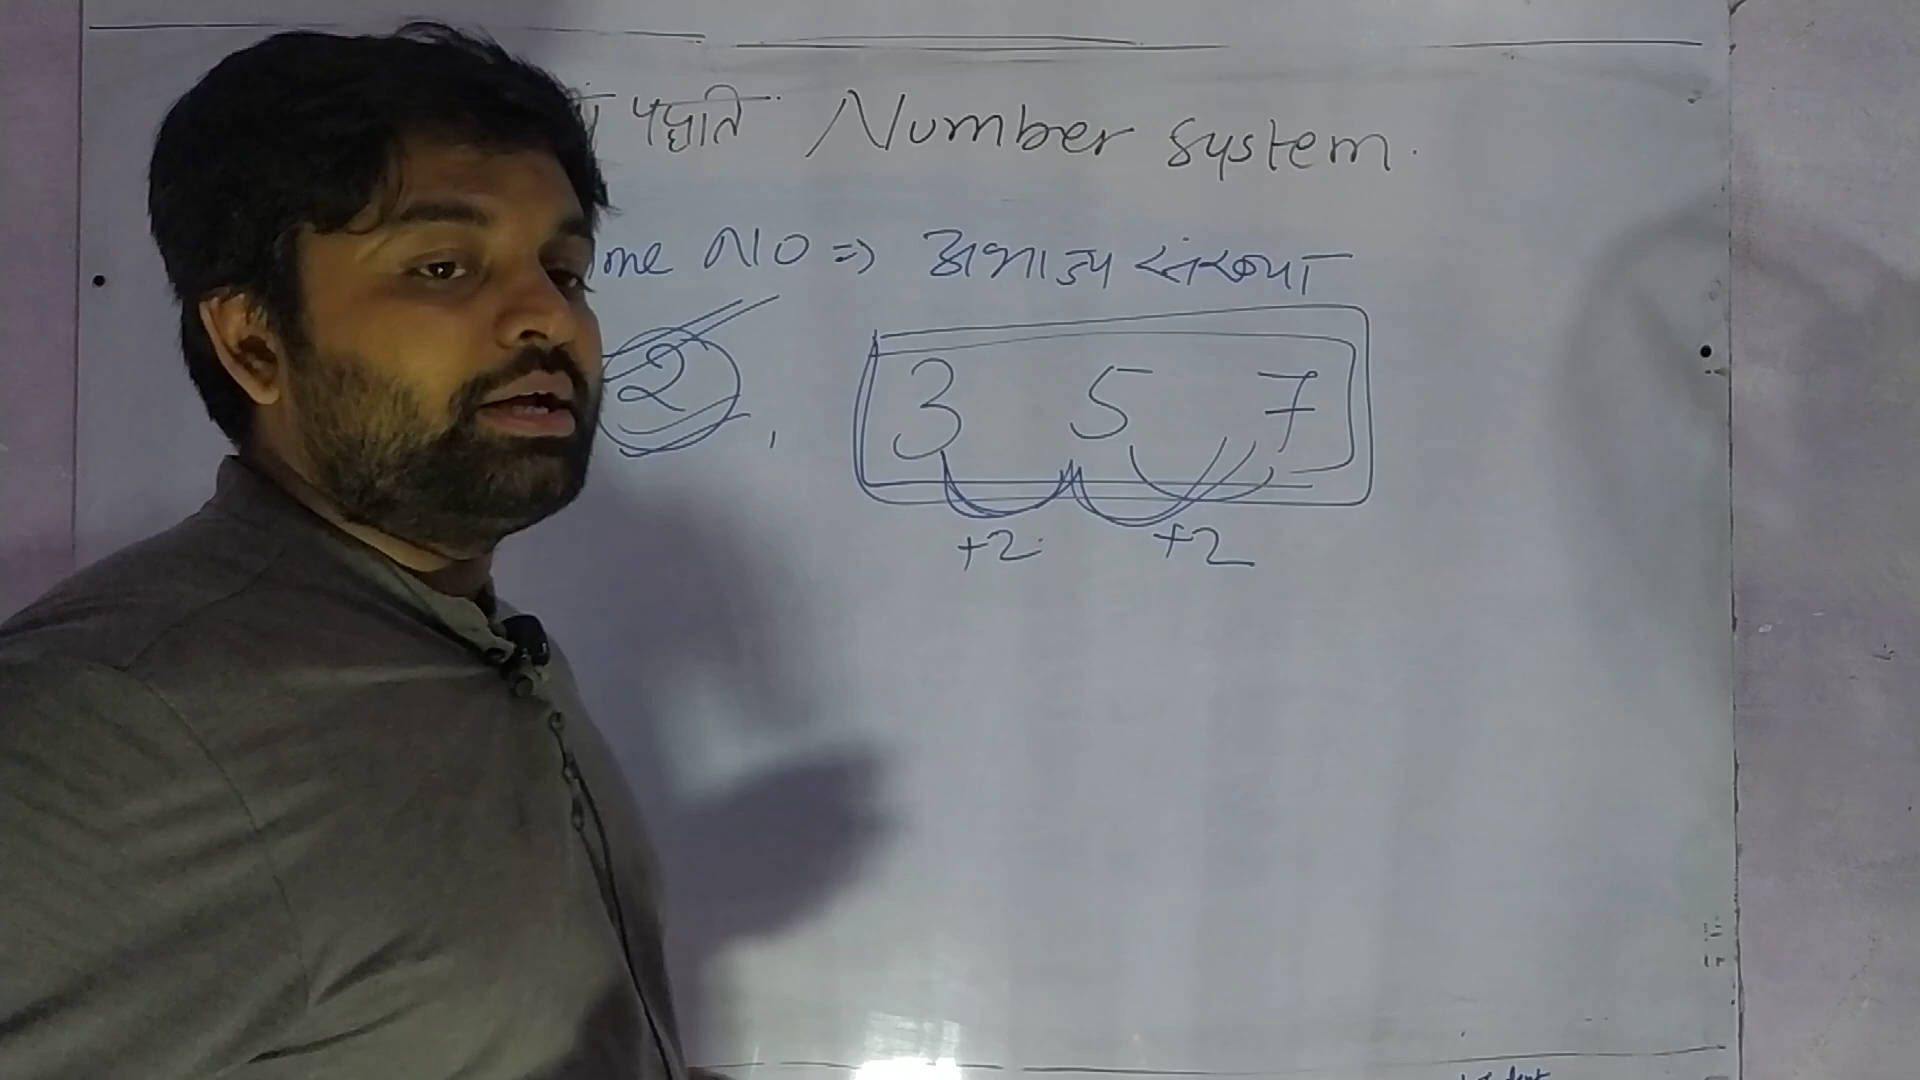 पद्धति Number System.
me NO => अभाज्य संख्या
2, 3 5 7
+2 +2